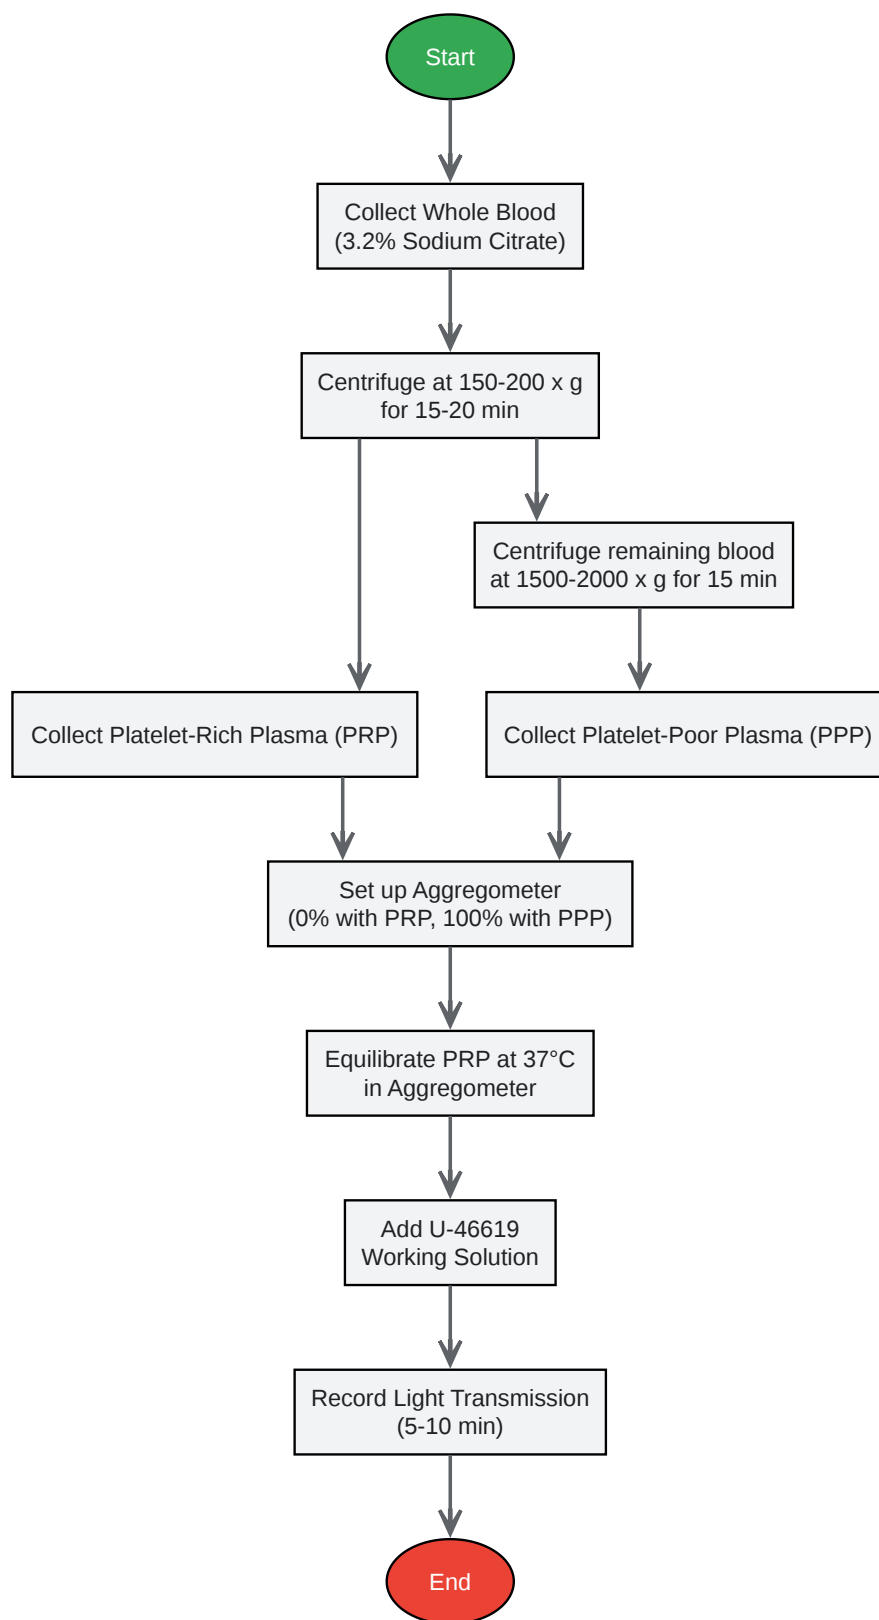 Start
Collect Whole Blood
(3.2% Sodium Citrate)
Centrifuge at 150-200 x g
for 15-20 min
Centrifuge remaining blood
at 1500-2000 x g for 15 min
Collect Platelet-Rich Plasma (PRP)
Collect Platelet-Poor Plasma (PPP)
Set up Aggregometer
(0% with PRP, 100% with PPP)
Equilibrate PRP at 37°C
in Aggregometer
Add U-46619
Working Solution
Record Light Transmission
(5-10 min)
End